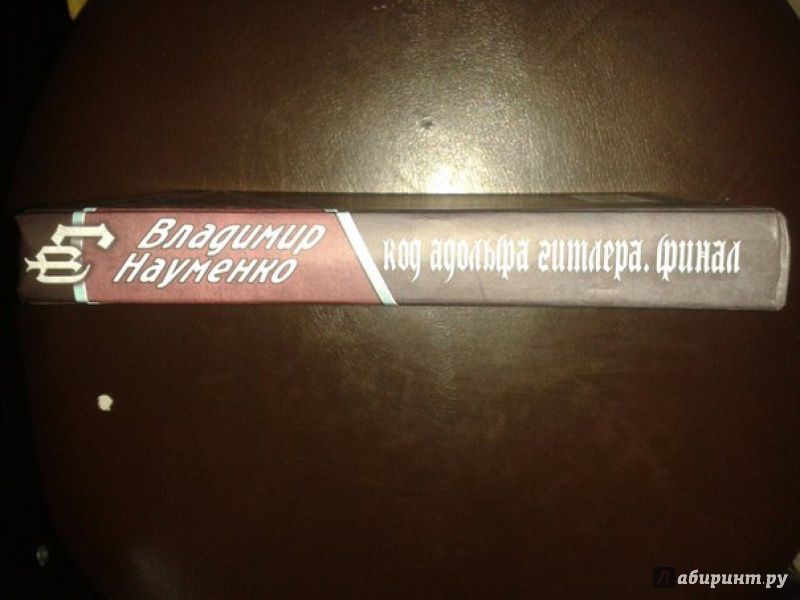 Владимир
Науменко
код адольфа гитлера. финал
Лабиринт.ру